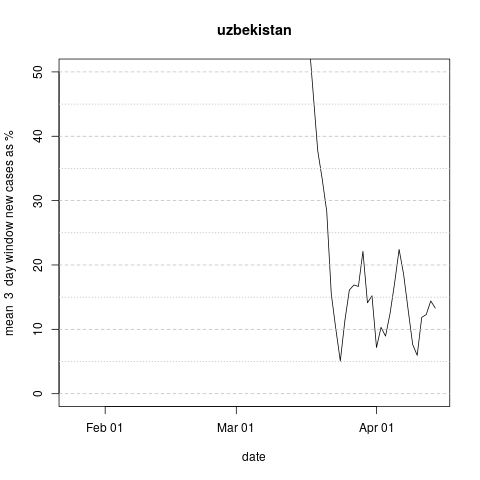 uzbekistan
mean  3  day window new cases as %
50
40
30
20
10
0
Feb 01
Mar 01
Apr 01
date